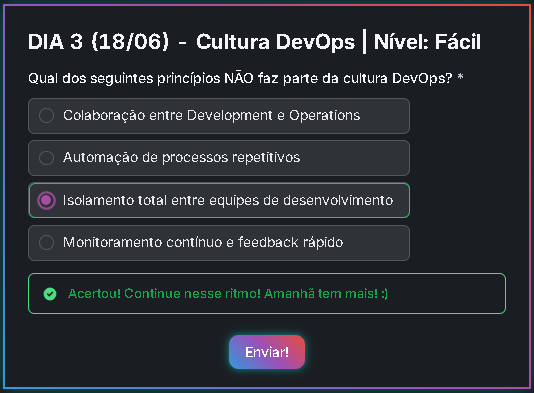 DIA 3 (18/06) - Cultura DevOps | Nível: Fácil
Qual dos seguintes princípios NÃO faz parte da cultura DevOps? *
Colaboração entre Development e Operations
Automação de processos repetitivos
Isolamento total entre equipes de desenvolvimento
Monitoramento contínuo e feedback rápido
Acertou! Continue nesse ritmo! Amanhã tem mais! :)
Enviar!